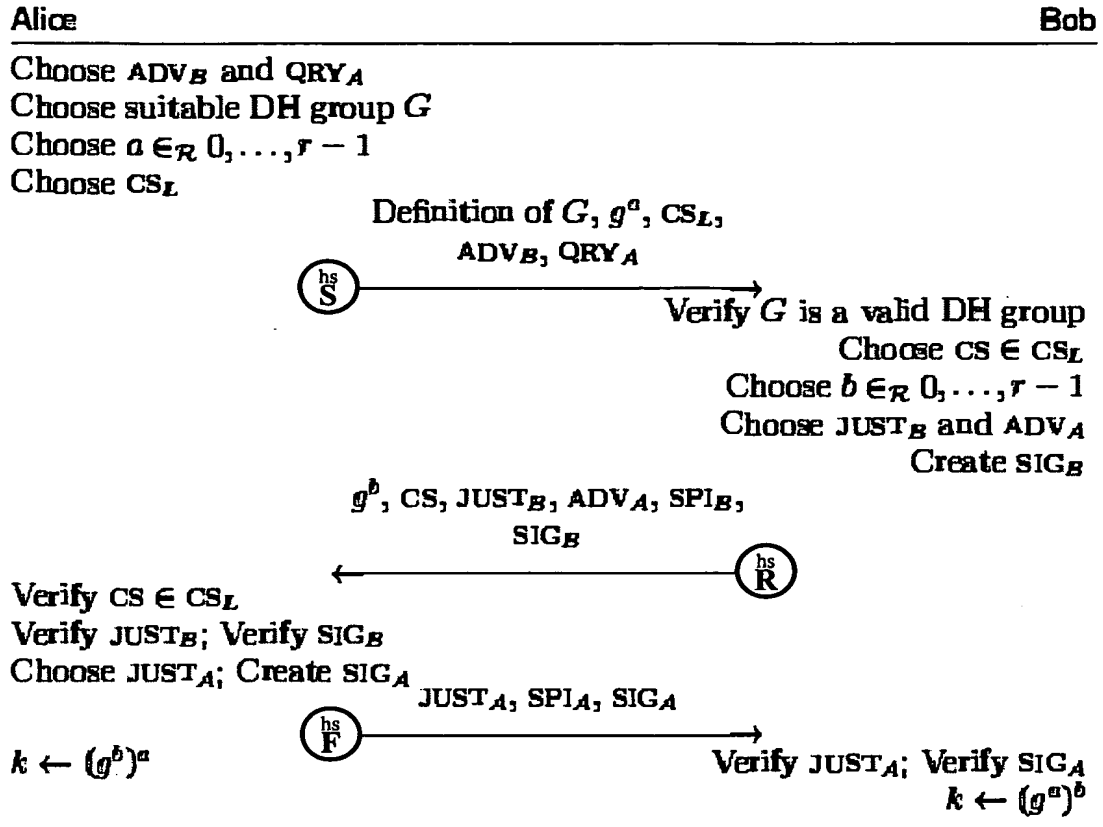 Alice
Bob
Choose ADV_B and QRY_A
Choose suitable DH group G
Choose a ∈_R 0, ..., r − 1
Choose CS_L
Definition of G, g^a, CS_L,
ADV_B, QRY_A
hs
S
Verify G is a valid DH group
Choose CS ∈ CS_L
Choose b ∈_R 0, ..., r − 1
Choose JUST_B and ADV_A
Create SIG_B
g^b, CS, JUST_B, ADV_A, SPI_B,
SIG_B
hs
R
Verify CS ∈ CS_L
Verify JUST_B; Verify SIG_B
Choose JUST_A; Create SIG_A
JUST_A, SPI_A, SIG_A
hs
F
k ← (g^b)^a
Verify JUST_A; Verify SIG_A
k ← (g^a)^b